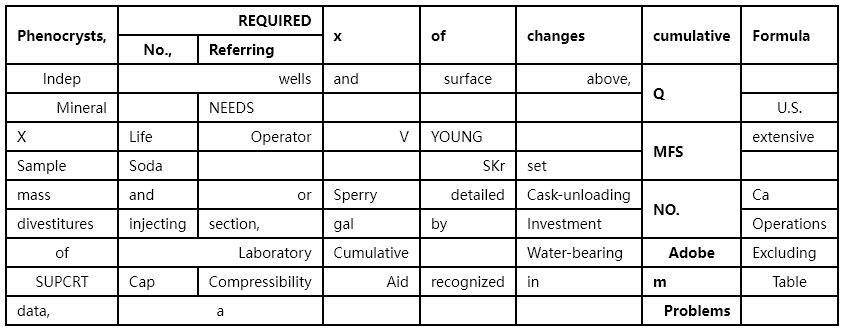 Phenocrysts, REQUIRED x of changes cumulative Formula
No., Referring
Indep wells and surface above, Q
Mineral NEEDS U.S.
X Life Operator V YOUNG MFS extensive
Sample Soda SKr set
mass and or Sperry detailed Cask-unloading NO. Ca
divestitures injecting section, gal by Investment Operations
of Laboratory Cumulative Water-bearing Adobe Excluding
SUPCRT Cap Compressibility Aid recognized in m Table
data, a Problems